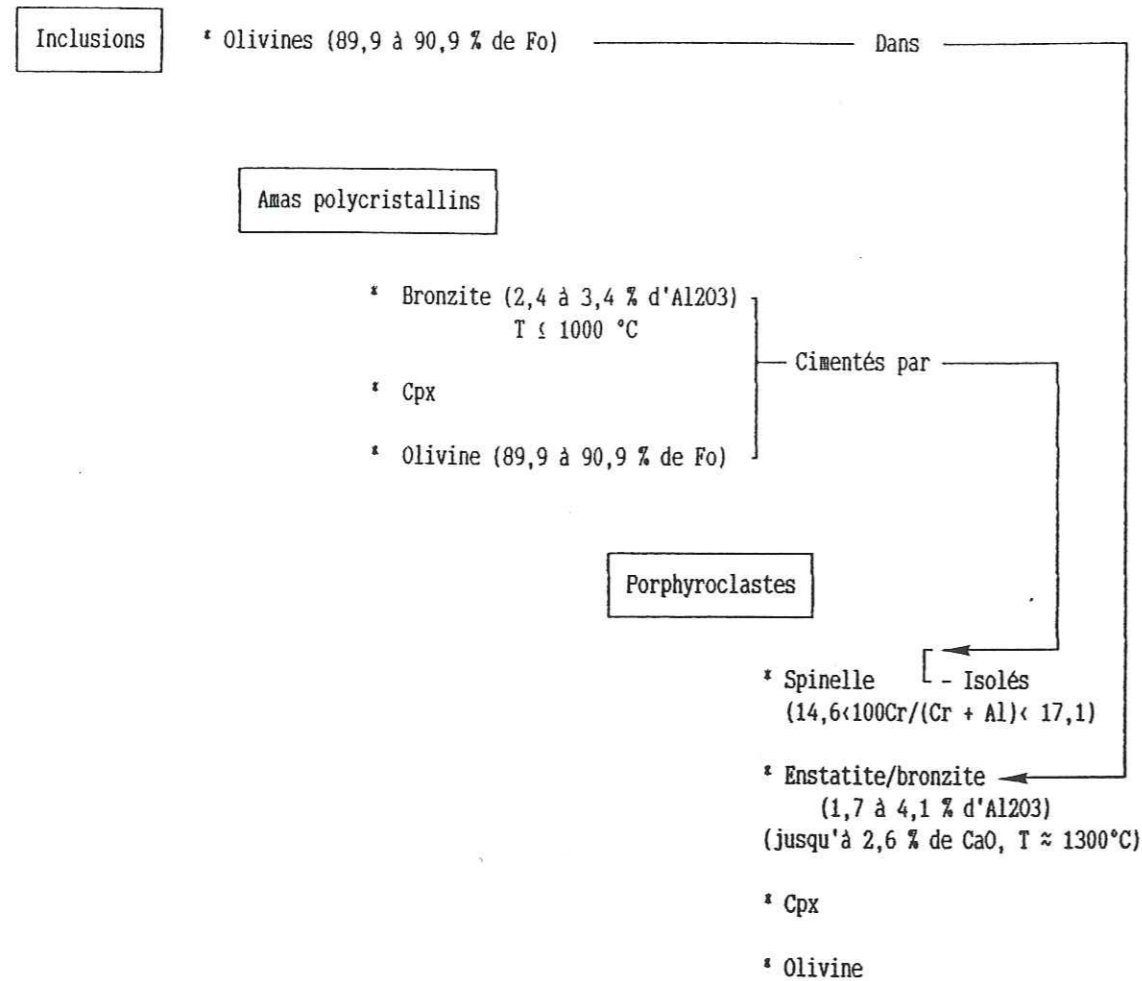 Inclusions * Olivines (89,9 à 90,9 % de Fo) Dans
Amas polycristallins
* Bronzite (2,4 à 3,4 % d'Al2O3)
T ≤ 1000 °C
Cimentés par
* Cpx
* Olivine (89,9 à 90,9 % de Fo)
Porphyroclastes
* Spinelle - Isolés
(14,6<100Cr/(Cr + Al)< 17,1)
* Enstatite/bronzite
(1,7 à 4,1 % d'Al2O3)
(jusqu'à 2,6 % de CaO, T ≈ 1300°C)
* Cpx
* Olivine